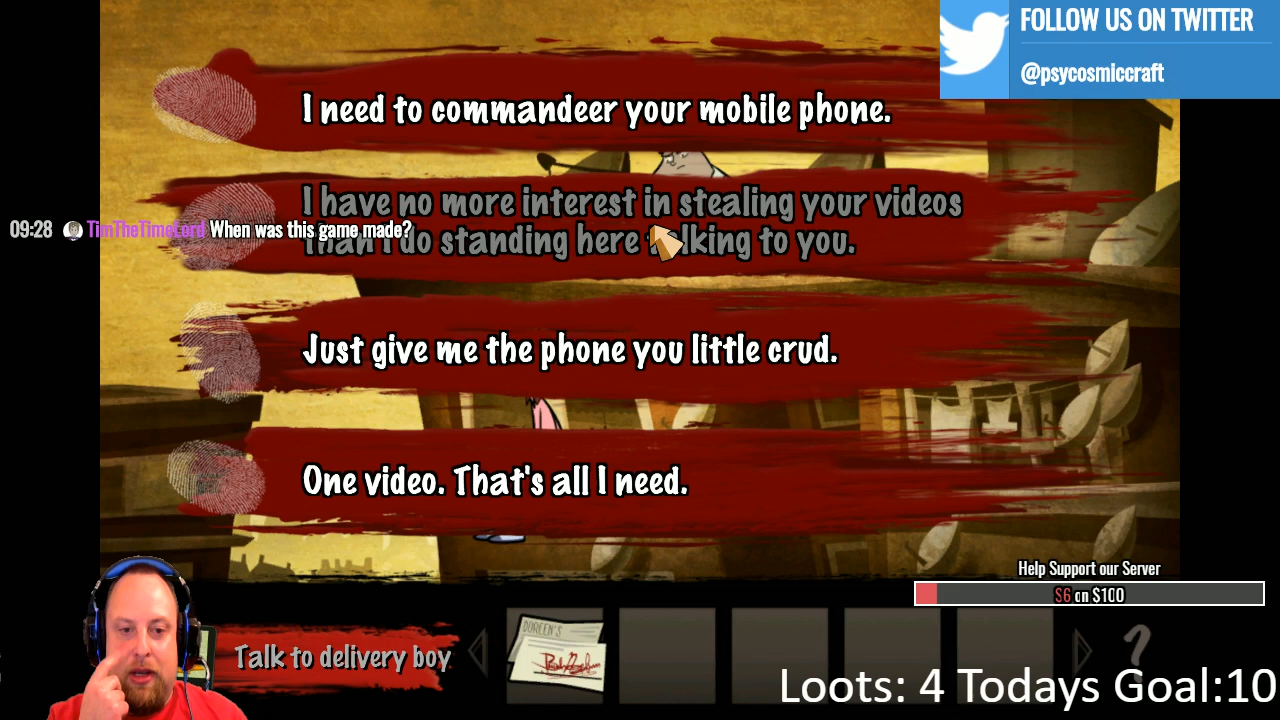 FOLLOW US ON TWITTER
@psycosmiccraft
I need to commandeer your mobile phone.
I have no more interest in stealing your videos
than I do standing here talking to you.
09:28 TimTheTimeLord When was this game made?
Just give me the phone you little crud.
One video. That's all I need.
Help Support our Server
$6 on $100
Talk to delivery boy
DOREEN'S
?
Loots: 4 Todays Goal:10